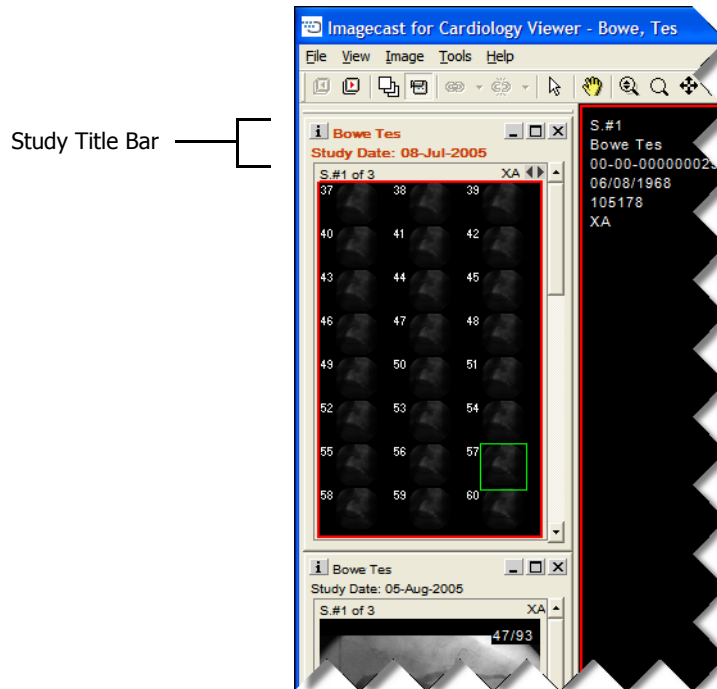 Imagecast for Cardiology Viewer - Bowe, Tes
File View Image Tools Help
Study Title Bar
i Bowe Tes
Study Date: 08-Jul-2005
S.#1 of 3 XA
37 38 39
40 41 42
43 44 45
46 47 48
49 50 51
52 53 54
55 56 57
58 59 60
i Bowe Tes
Study Date: 05-Aug-2005
S.#1 of 3 XA
47/93
S.#1
Bowe Tes
06/08/1968
105178
XA